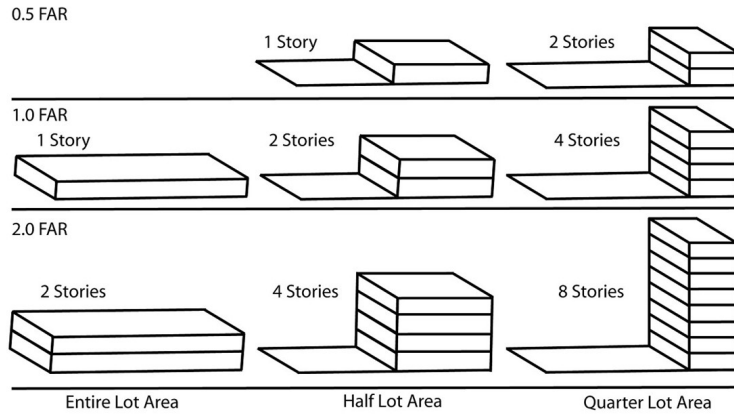 0.5 FAR
1 Story
2 Stories
1.0 FAR
1 Story
2 Stories
4 Stories
2.0 FAR
2 Stories
4 Stories
8 Stories
Entire Lot Area
Half Lot Area
Quarter Lot Area